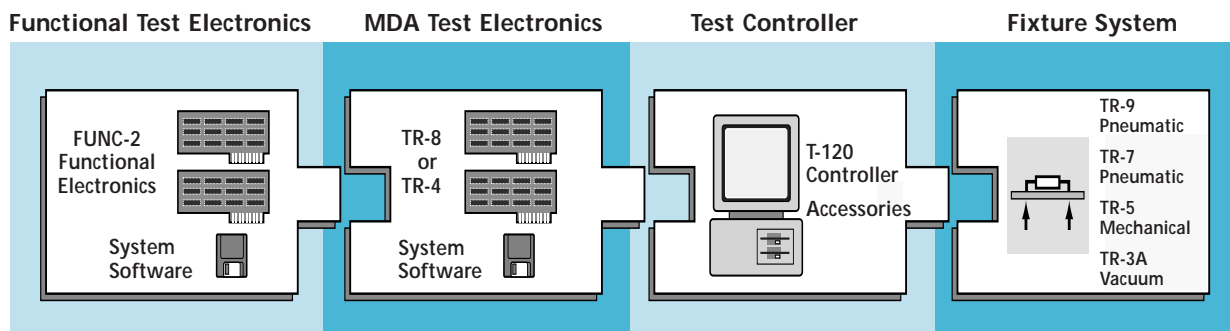 Functional Test Electronics
MDA Test Electronics
Test Controller
Fixture System
FUNC-2
Functional
Electronics
System
Software
TR-8
or
TR-4
System
Software
T-120
Controller
Accessories
TR-9
Pneumatic
TR-7
Pneumatic
TR-5
Mechanical
TR-3A
Vacuum